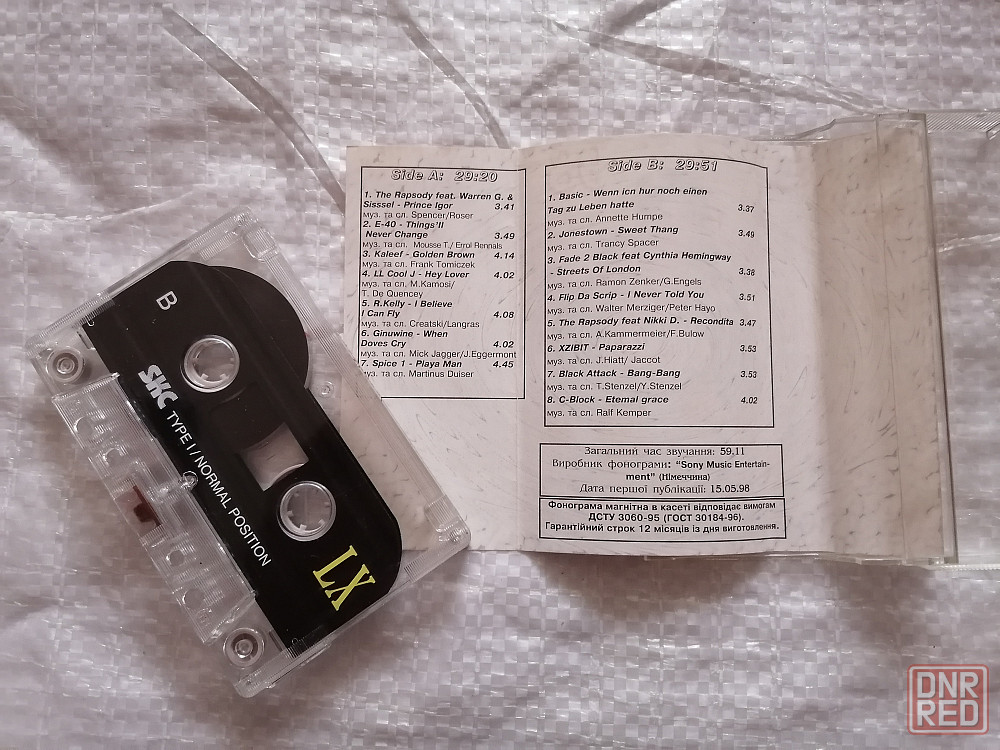 B
SKC TYPE I / NORMAL POSITION
LX
Side A: 29:20
1. The Rapsody feat. Warren G. &
Sisssel - Prince Igor 3.41
муз. та сл. Spencer/Roser
2. E-40 - Things'll
Never Change 3.49
муз. та сл. Mousse T./ Errol Rennals
3. Kaleef - Golden Brown 4.14
муз. та сл. Frank Tomiczek
4. LL Cool J - Hey Lover 4.02
муз. та сл. M.Kamosi/
T. De Quencey
5. R.Kelly - I Believe
I Can Fly 4.08
муз. та сл. Creatski/Langras
6. Ginuwine - When
Doves Cry 4.02
муз. та сл. Mick Jagger/J.Eggermont
7. Spice 1 - Playa Man 4.45
муз. та сл. Martinus Duiser
Side B: 29:51
1. Basic - Wenn icn hur noch einen
Tag zu Leben hatte 3.37
муз. та сл. Annette Humpe
2. Jonestown - Sweet Thang 3.49
муз. та сл. Trancy Spacer
3. Fade 2 Black feat Cynthia Hemingway
- Streets Of London 3.38
муз. та сл. Ramon Zenker/G.Engels
4. Flip Da Scrip - I Never Told You 3.51
муз. та сл. Walter Merziger/Peter Hayo
5. The Rapsody feat Nikki D. - Recondita 3.47
муз. та сл. A.Kammermeier/F.Bulow
6. XZIBIT - Paparazzi 3.53
муз. та сл. J.Hiatt/ Jaccot
7. Black Attack - Bang-Bang 3.53
муз. та сл. T.Stenzel/Y.Stenzel
8. C-Block - Etemal grace 4.02
муз. та сл. Ralf Kemper
Загальний час звучання: 59,11
Виробник фонограми: "Sony Music Entertain-
ment" (Німеччина)
Дата першої публікації: 15.05.98
Фонограма магнітна в касеті відповідає вимогам
ДСТУ 3060-95 (ГОСТ 30184-96).
Гарантійний строк 12 місяців із дня виготовлення.
DNR
RED